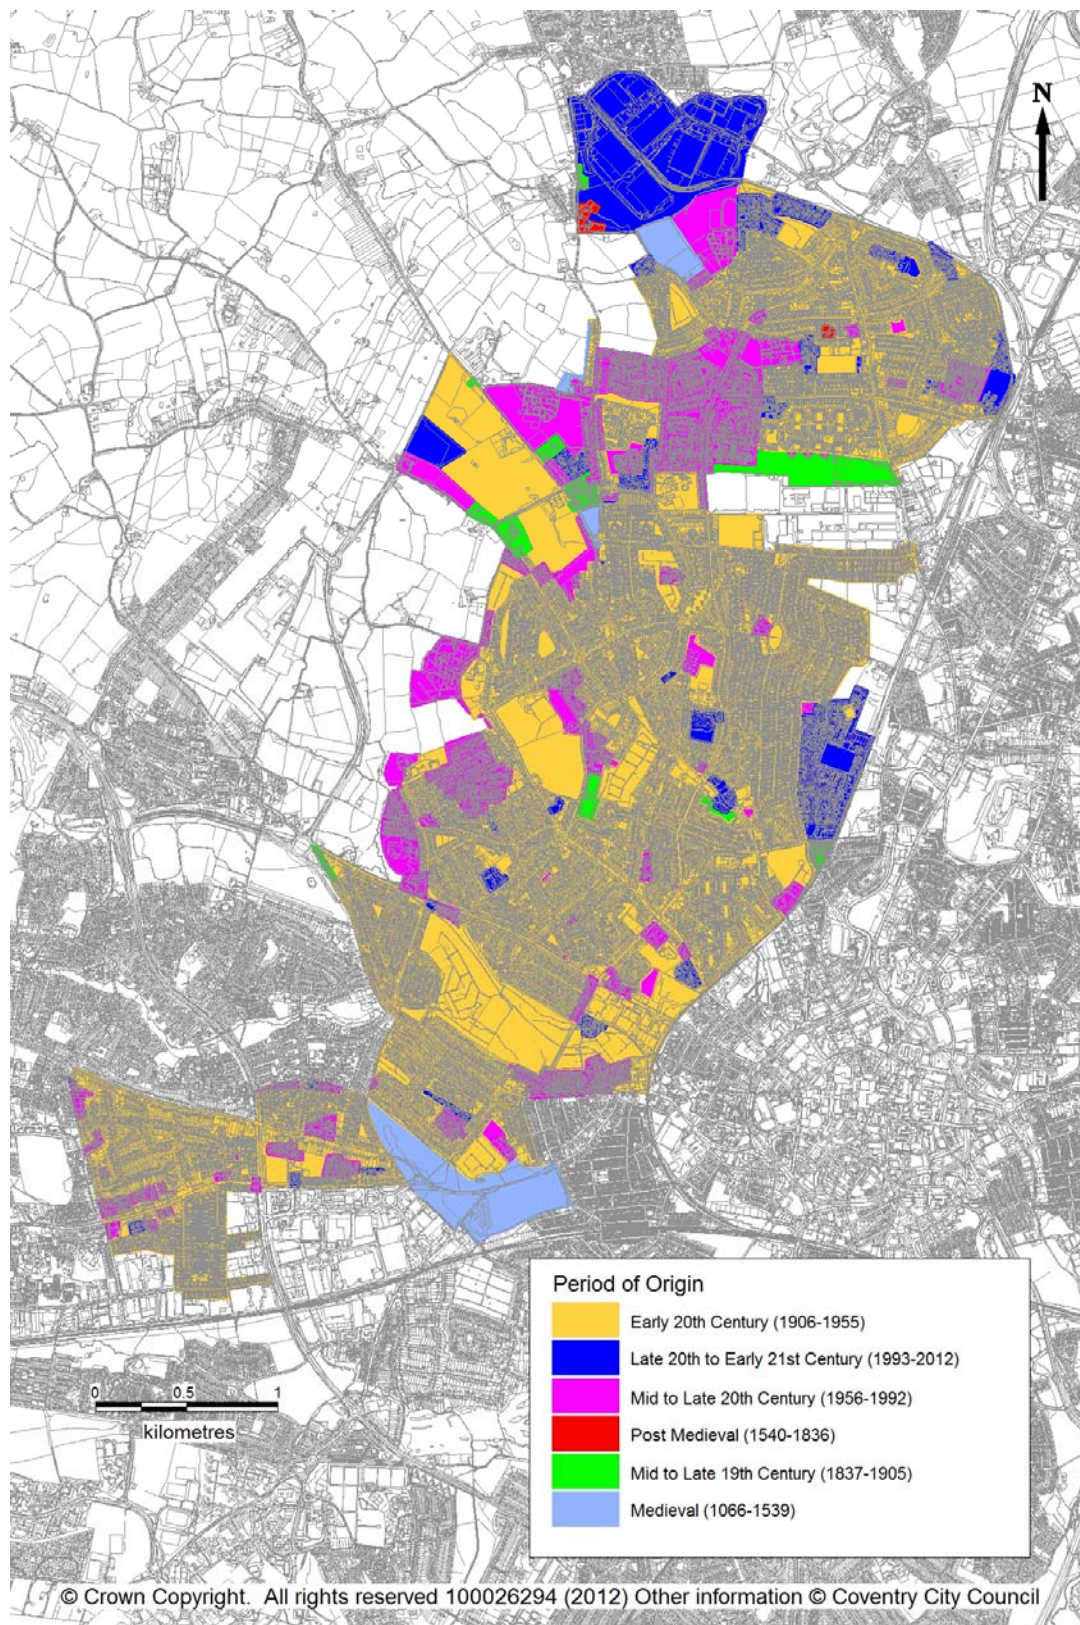 N
Period of Origin
Early 20th Century (1906-1955)
Late 20th to Early 21st Century (1993-2012)
Mid to Late 20th Century (1956-1992)
Post Medieval (1540-1836)
Mid to Late 19th Century (1837-1905)
Medieval (1066-1539)
0 0.5 1
kilometres
© Crown Copyright. All rights reserved 100026294 (2012) Other information © Coventry City Council